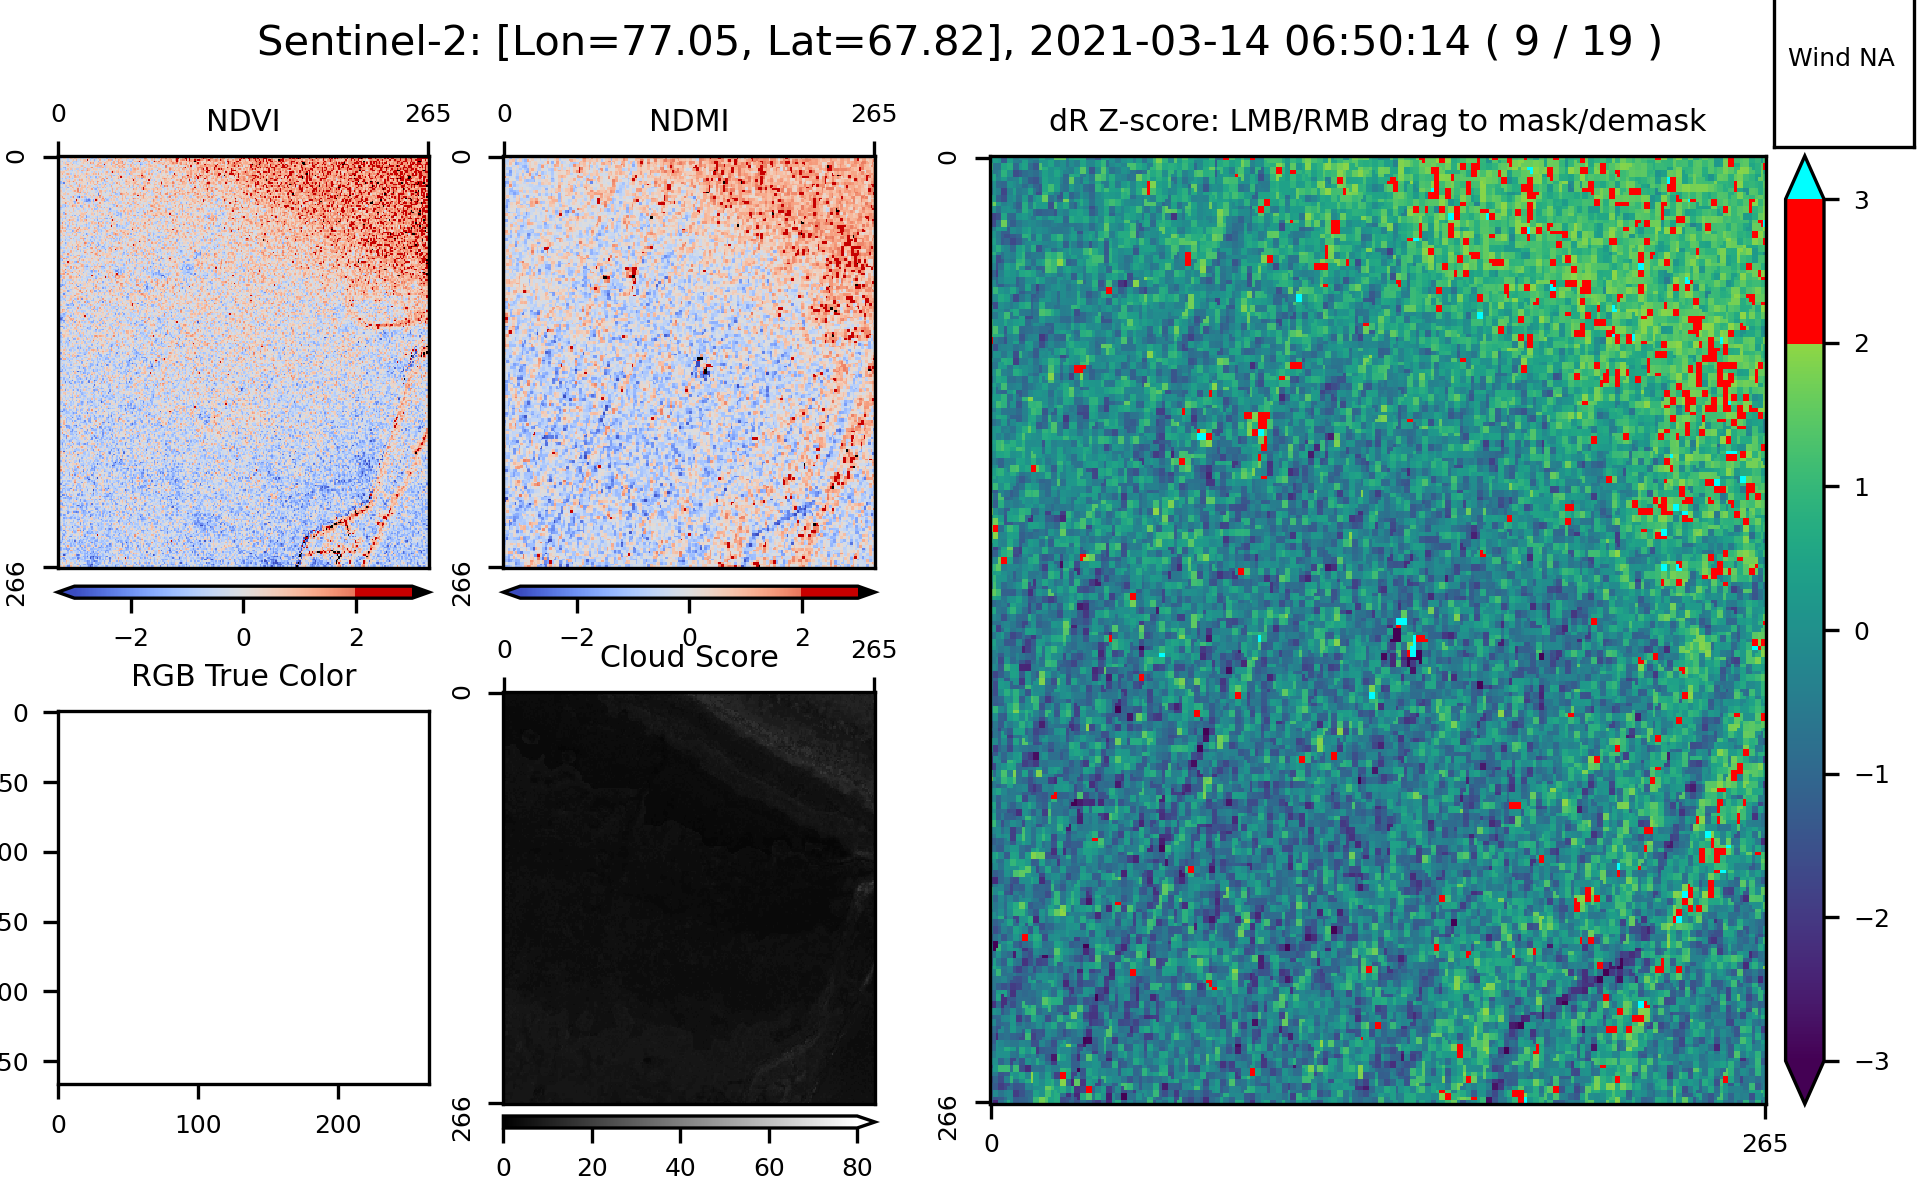 Sentinel-2: [Lon=77.05, Lat=67.82], 2021-03-14 06:50:14 ( 9 / 19 )
Wind NA
0 NDVI 265
0 NDMI 265
dR Z-score: LMB/RMB drag to mask/demask
0
0
0
3
2
1
0
−1
−2
−3
266
266
−2 0 2
−2 0 2
RGB True Color
0 Cloud Score 265
0
50
00
50
00
50
0 100 200
0
266
0 20 40 60 80
266
0 265